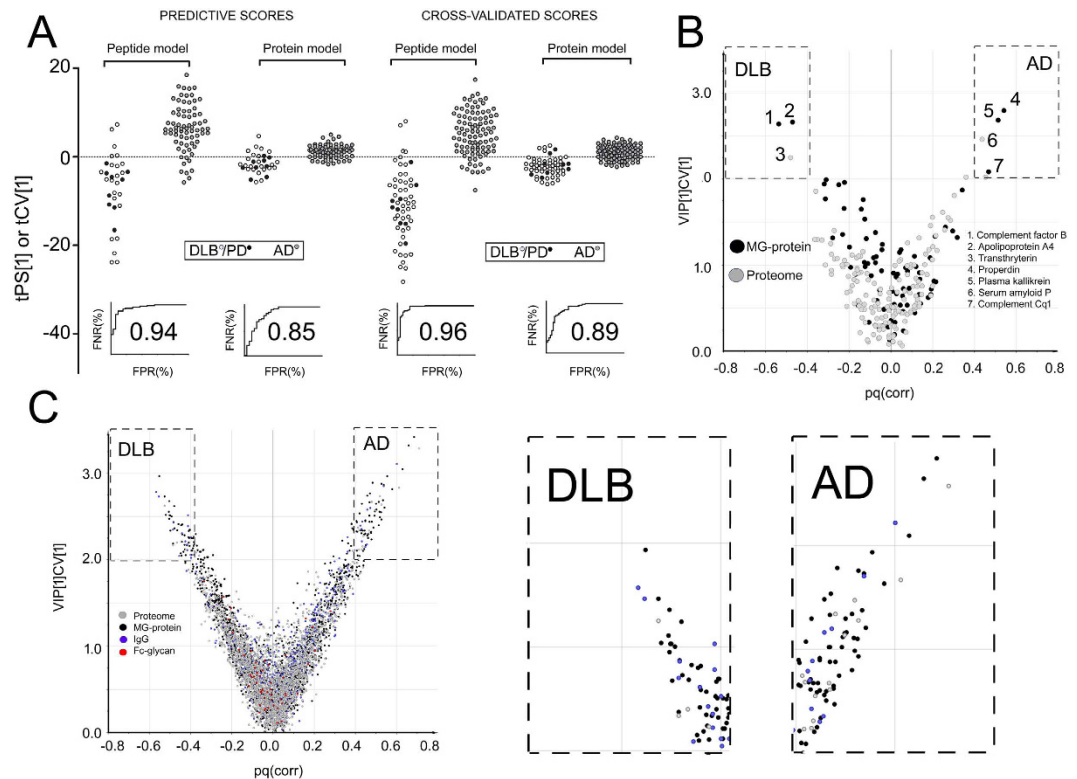 A
PREDICTIVE SCORES
CROSS-VALIDATED SCORES
Peptide model
Protein model
Peptide model
Protein model
tPS[1] or tCV[1]
20
0
-20
-40
DLB°/PD• AD°
DLB°/PD• AD°
FNR(%)
0.94
FPR(%)
FNR(%)
0.85
FPR(%)
FNR(%)
0.96
FPR(%)
FNR(%)
0.89
FPR(%)
B
DLB
AD
1
2
3
4
5
6
7
VIP[1]CV[1]
3.0
0
1.0
0.0
MG-protein
Proteome
1. Complement factor B
2. Apolipoprotein A4
3. Transthryterin
4. Properdin
5. Plasma kallikrein
6. Serum amyloid P
7. Complement Cq1
-0.8 -0.6 -0.4 -0.2 0.0 0.2 0.4 0.6 0.8
pq(corr)
C
DLB
AD
VIP[1]CV[1]
3.0
2.0
1.0
0.0
Proteome
MG-protein
IgG
Fc-glycan
-0.8 -0.6 -0.4 -0.2 0.0 0.2 0.4 0.6 0.8
pq(corr)
DLB
AD